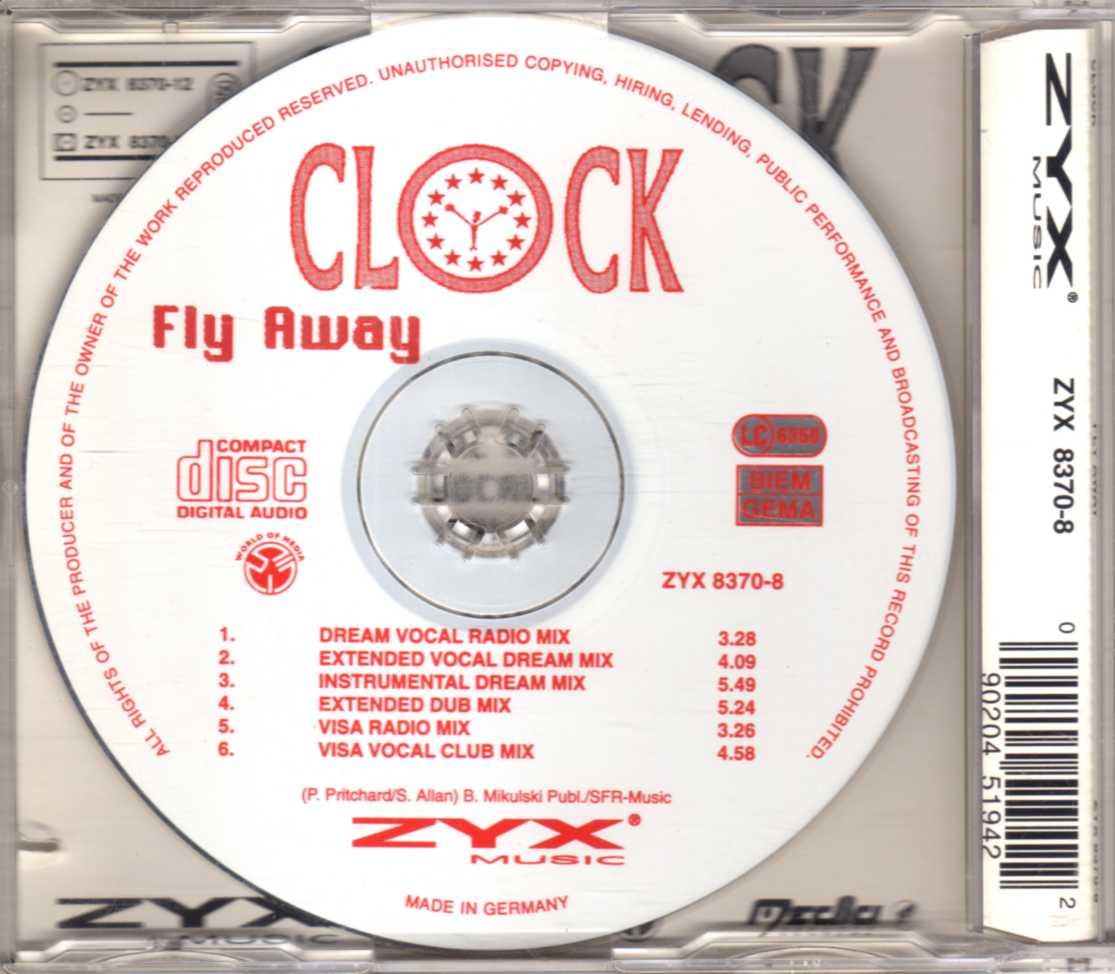 ZYX 8370-12
ZYX 8370
ALL RIGHTS OF THE PRODUCER AND OF THE OWNER OF THE WORK REPRODUCED RESERVED. UNAUTHORISED COPYING, HIRING, LENDING, PUBLIC PERFORMANCE AND BROADCASTING OF THIS RECORD PROHIBITED.
CLOCK
Fly Away
COMPACT
disc
DIGITAL AUDIO
WORLD OF MEDIA
LC 6350
BIEM
GEMA
ZYX 8370-8
1. DREAM VOCAL RADIO MIX 3.28
2. EXTENDED VOCAL DREAM MIX 4.09
3. INSTRUMENTAL DREAM MIX 5.49
4. EXTENDED DUB MIX 5.24
5. VISA RADIO MIX 3.26
6. VISA VOCAL CLUB MIX 4.58
(P. Pritchard/S. Allan) B. Mikulski Publ./SFR-Music
ZYX®
MUSIC
MADE IN GERMANY
ZYX
MUSIC
Media
ZYX®
MUSIC
ZYX 8370-8
0 90204 51942 2